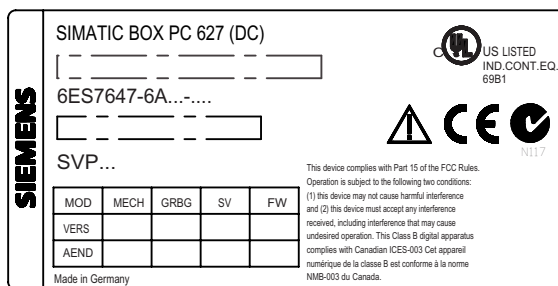 SIMATIC BOX PC 627 (DC)
6ES7647-6A...-....
SVP...
SIEMENS
MOD MECH GRBG SV FW
VERS
AEND
Made in Germany
C UL US LISTED
IND.CONT.EQ.
69B1
CE
N117
This device complies with Part 15 of the FCC Rules.
Operation is subject to the following two conditions:
(1) this device may not cause harmful interference
and (2) this device must accept any interference
received, including interference that may cause
undesired operation. This Class B digital apparatus
complies with Canadian ICES-003 Cet appareil
numérique de la classe B est conforme à la norme
NMB-003 du Canada.